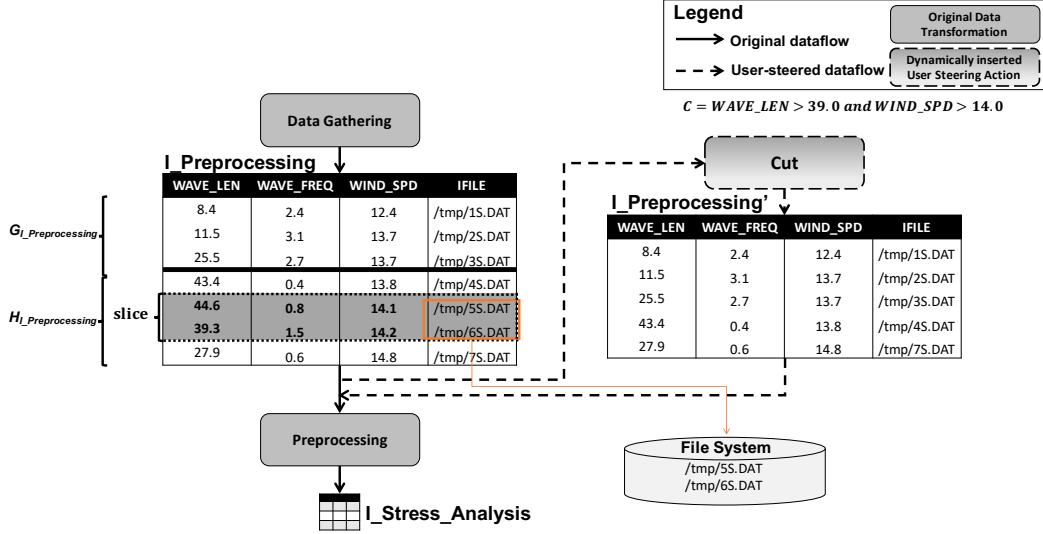 Legend
Original dataflow
User-steered dataflow
Original Data
Transformation
Dynamically inserted
User Steering Action
C = WAVE_LEN > 39.0 and WIND_SPD > 14.0
Data Gathering
I_Preprocessing
WAVE_LEN WAVE_FREQ WIND_SPD IFILE
8.4 2.4 12.4 /tmp/1S.DAT
11.5 3.1 13.7 /tmp/2S.DAT
25.5 2.7 13.7 /tmp/3S.DAT
43.4 0.4 13.8 /tmp/4S.DAT
44.6 0.8 14.1 /tmp/5S.DAT
39.3 1.5 14.2 /tmp/6S.DAT
27.9 0.6 14.8 /tmp/7S.DAT
GI_Preprocessing
HI_Preprocessing
slice
Cut
I_Preprocessing’
WAVE_LEN WAVE_FREQ WIND_SPD IFILE
8.4 2.4 12.4 /tmp/1S.DAT
11.5 3.1 13.7 /tmp/2S.DAT
25.5 2.7 13.7 /tmp/3S.DAT
43.4 0.4 13.8 /tmp/4S.DAT
27.9 0.6 14.8 /tmp/7S.DAT
Preprocessing
File System
/tmp/5S.DAT
/tmp/6S.DAT
I_Stress_Analysis